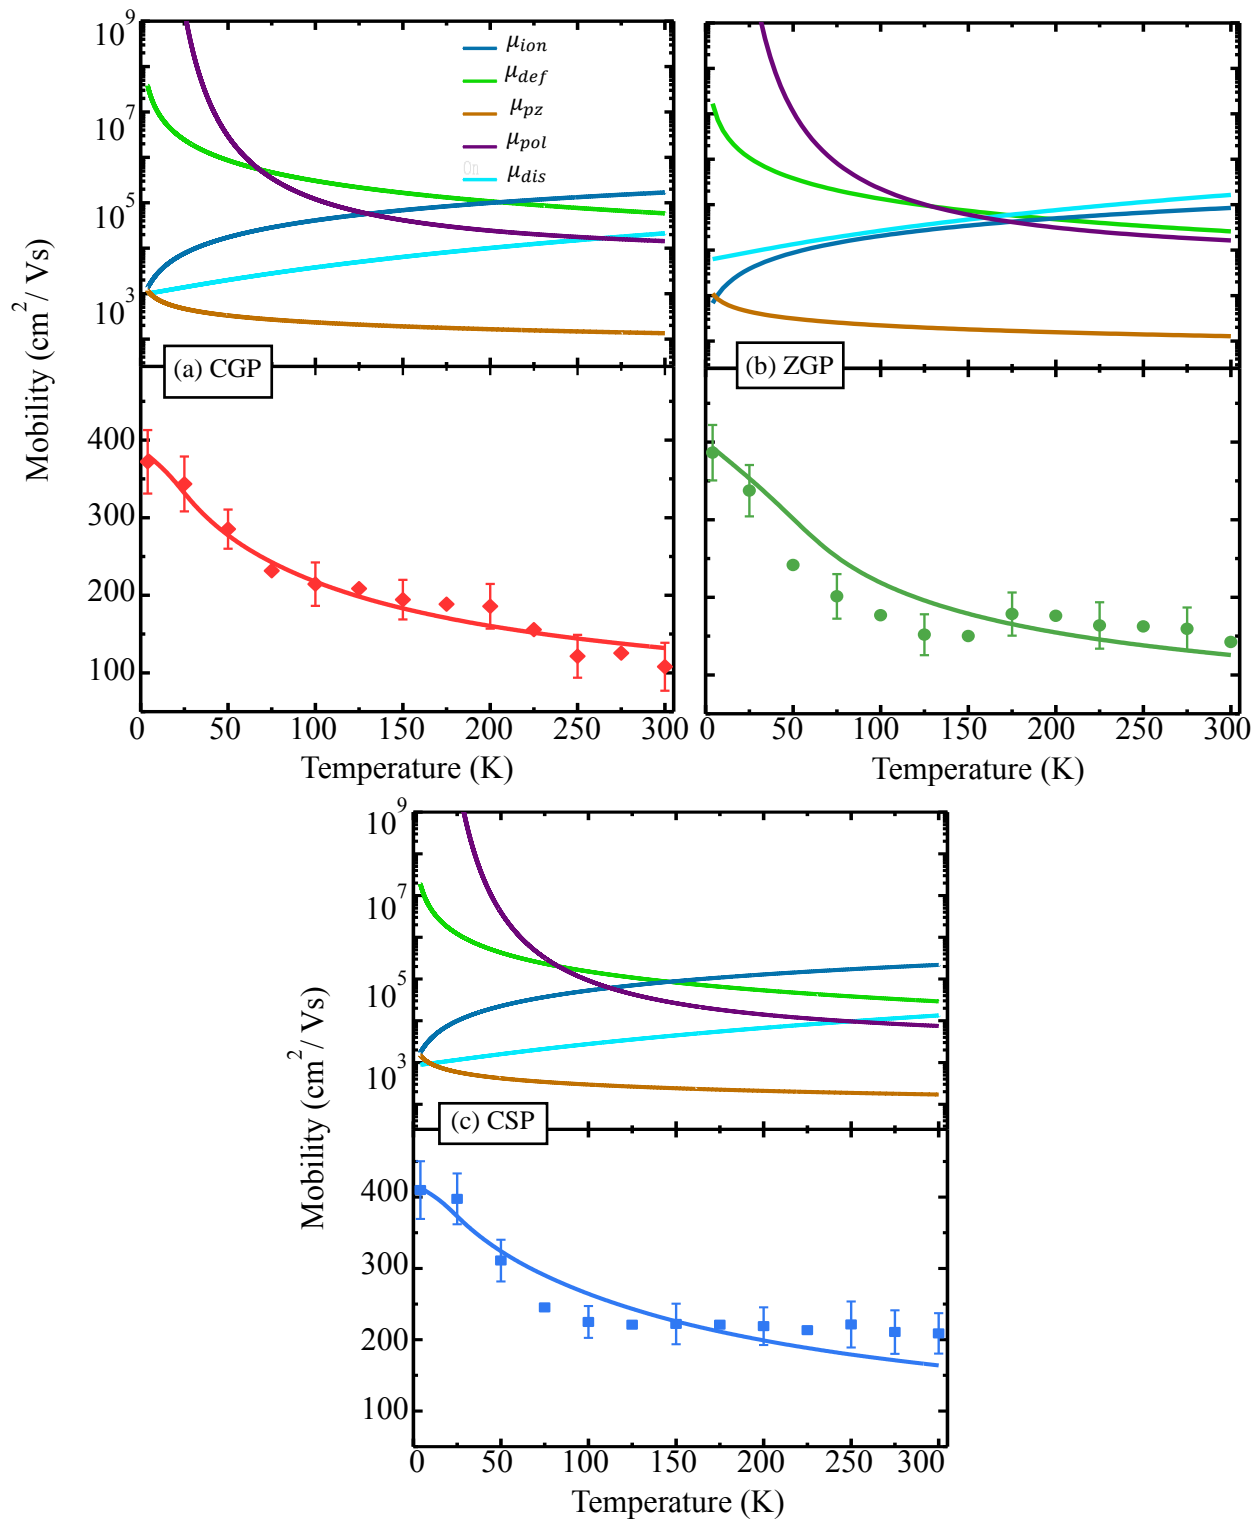 10^9
10^7
10^5
10^3
μ_ion
μ_def
μ_pz
μ_pol
On
μ_dis
(a) CGP
(b) ZGP
Mobility (cm^2/ Vs)
400
300
200
100
0 50 100 150 200 250 300
0 50 100 150 200 250 300
Temperature (K)
Temperature (K)
10^9
10^7
10^5
10^3
(c) CSP
Mobility (cm^2/ Vs)
400
300
200
100
0 50 100 150 200 250 300
Temperature (K)